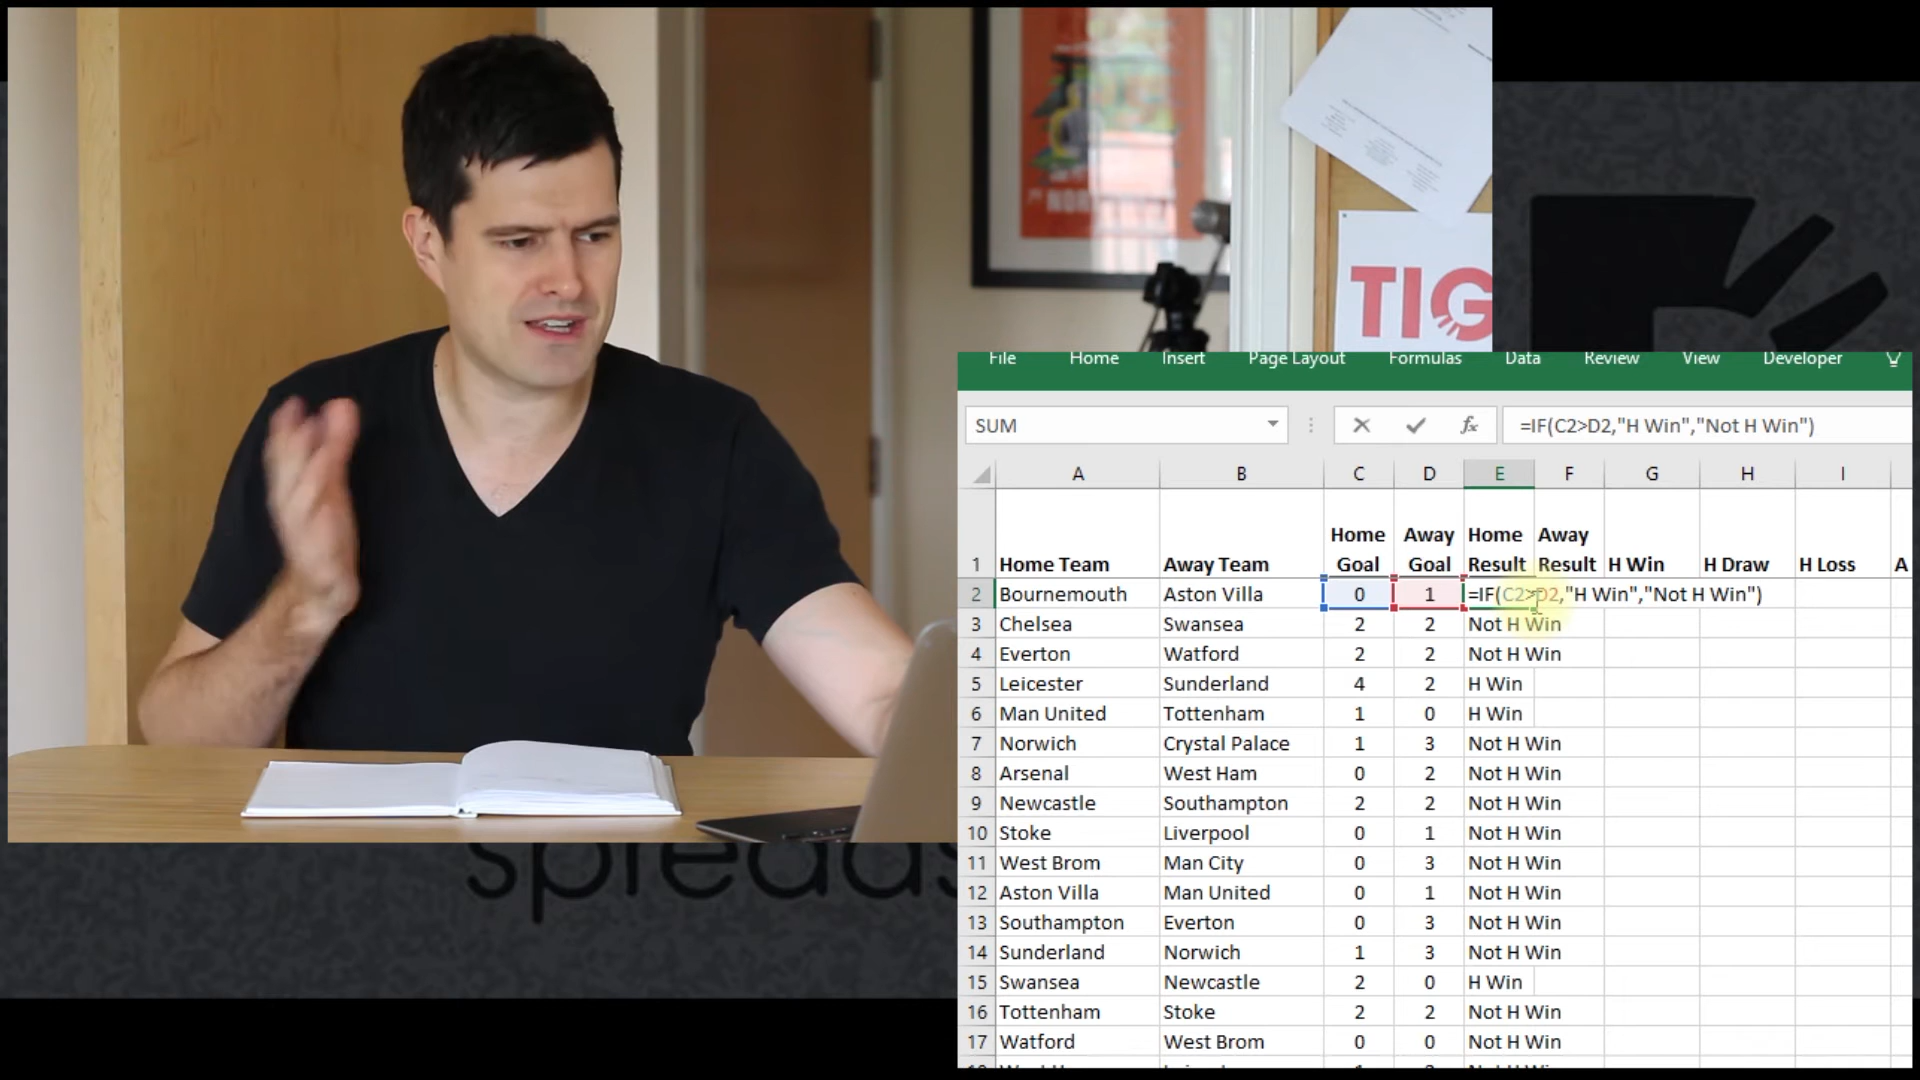 TIG
File Home Insert Page Layout Formulas Data Review View Developer
SUM =IF(C2>D2,"H Win","Not H Win")
A B C D E F G H I
1 Home Team Away Team Home Goal Away Goal Home Result Away Result H Win H Draw H Loss A
2 Bournemouth Aston Villa 0 1 =IF(C2>D2,"H Win","Not H Win")
3 Chelsea Swansea 2 2 Not H Win
4 Everton Watford 2 2 Not H Win
5 Leicester Sunderland 4 2 H Win
6 Man United Tottenham 1 0 H Win
7 Norwich Crystal Palace 1 3 Not H Win
8 Arsenal West Ham 0 2 Not H Win
9 Newcastle Southampton 2 2 Not H Win
10 Stoke Liverpool 0 1 Not H Win
11 West Brom Man City 0 3 Not H Win
12 Aston Villa Man United 0 1 Not H Win
13 Southampton Everton 0 3 Not H Win
14 Sunderland Norwich 1 3 Not H Win
15 Swansea Newcastle 2 0 H Win
16 Tottenham Stoke 2 2 Not H Win
17 Watford West Brom 0 0 Not H Win
spreads